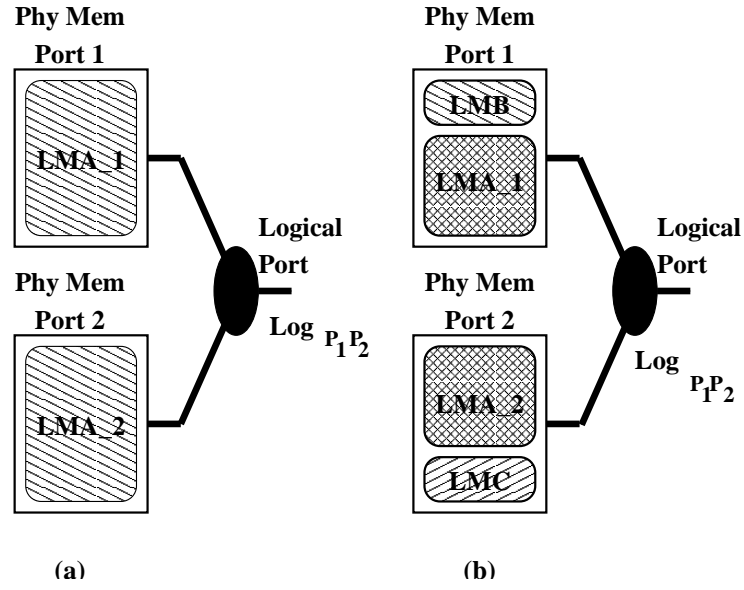 Phy Mem
Port 1
LMA_1
Logical
Port
Log P1P2
Phy Mem
Port 2
LMA_2
(a)
Phy Mem
Port 1
LMB
LMA_1
Logical
Port
Log P1P2
Phy Mem
Port 2
LMA_2
LMC
(b)